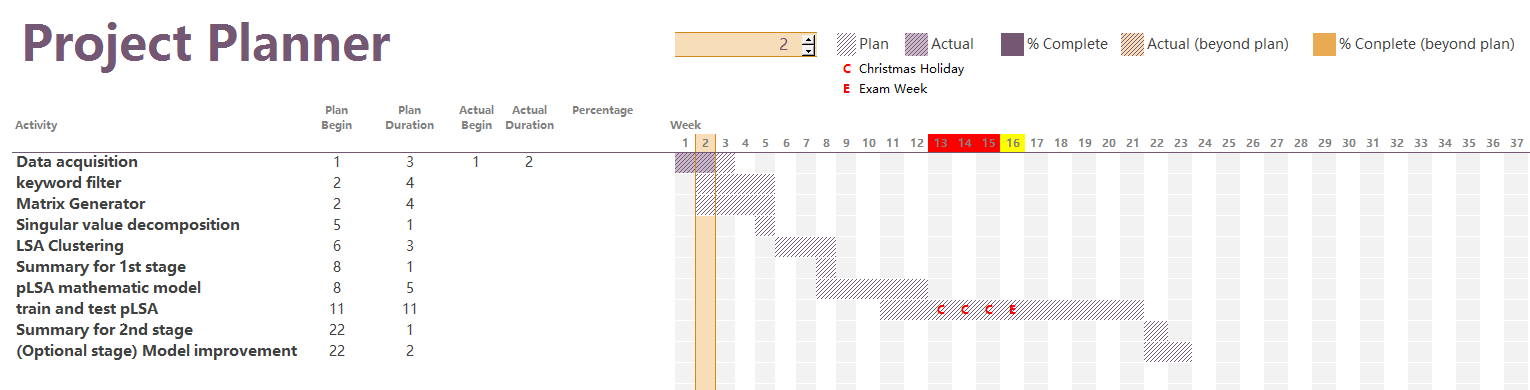 Project Planner
2
Plan Actual % Complete Actual (beyond plan) % Conplete (beyond plan)
C Christmas Holiday
E Exam Week
Plan Plan Actual Actual Percentage
Activity Begin Duration Begin Duration Week
1 2 3 4 5 6 7 8 9 10 11 12 13 14 15 16 17 18 19 20 21 22 23 24 25 26 27 28 29 30 31 32 33 34 35 36 37
Data acquisition 1 3 1 2
keyword filter 2 4
Matrix Generator 2 4
Singular value decomposition 5 1
LSA Clustering 6 3
Summary for 1st stage 8 1
pLSA mathematic model 8 5
train and test pLSA 11 11 C C C E
Summary for 2nd stage 22 1
(Optional stage) Model improvement 22 2